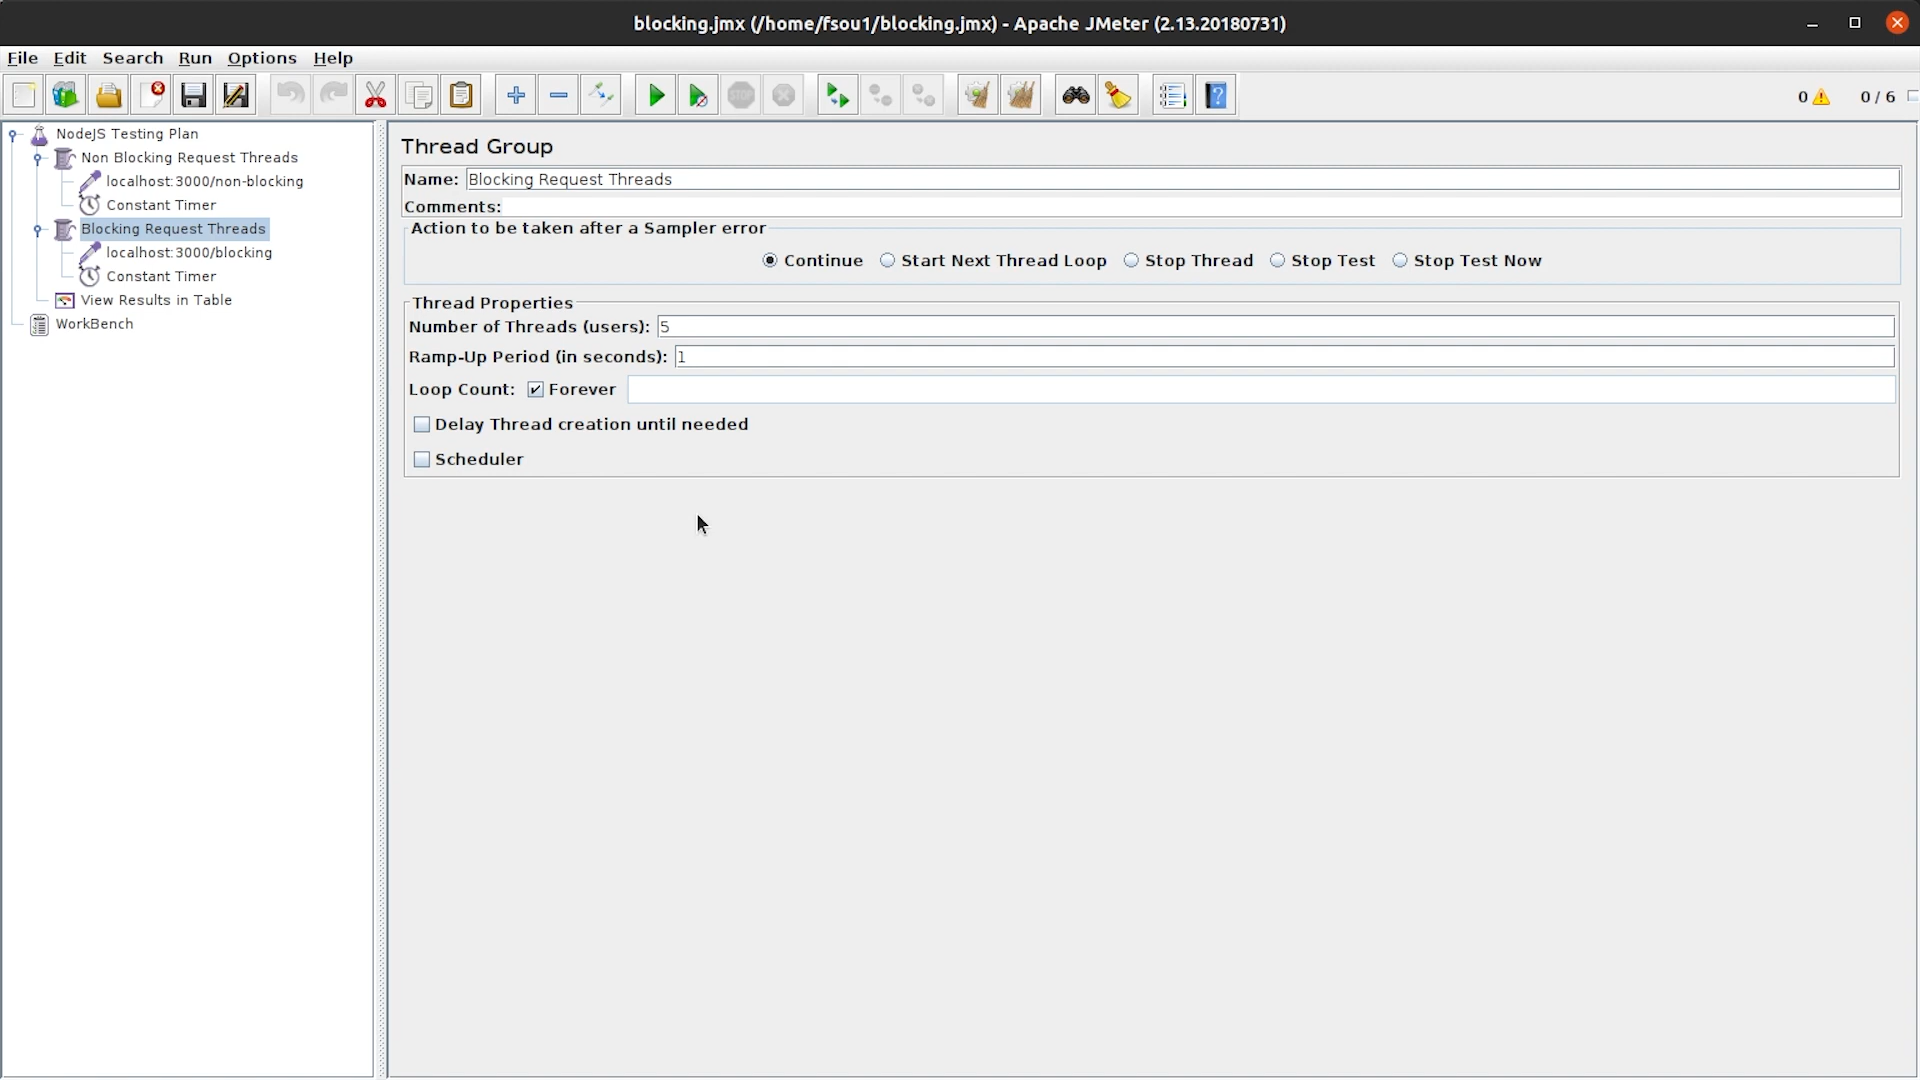 blocking.jmx (/home/fsou1/blocking.jmx) - Apache JMeter (2.13.20180731)
File Edit Search Run Options Help
STOP
0 0 / 6
NodeJS Testing Plan
Non Blocking Request Threads
localhost:3000/non-blocking
Constant Timer
Blocking Request Threads
localhost:3000/blocking
Constant Timer
View Results in Table
WorkBench
Thread Group
Name: Blocking Request Threads
Comments:
Action to be taken after a Sampler error
Continue Start Next Thread Loop Stop Thread Stop Test Stop Test Now
Thread Properties
Number of Threads (users): 5
Ramp-Up Period (in seconds): 1
Loop Count: Forever
Delay Thread creation until needed
Scheduler